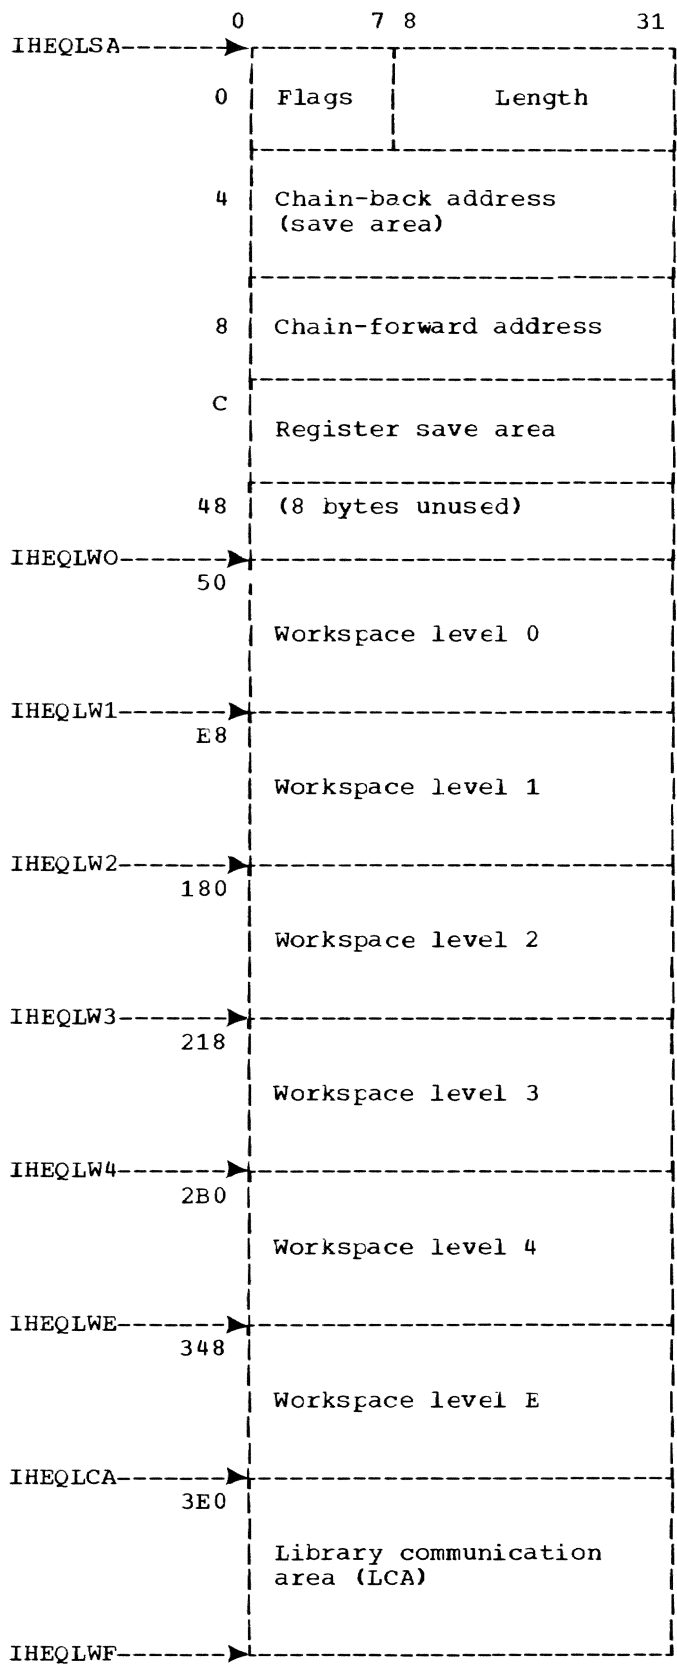 0 7 8 31
IHEQLSA
0 Flags Length
4 Chain-back address
(save area)
8 Chain-forward address
C
Register save area
48 (8 bytes unused)
IHEQLWO
50
Workspace level 0
IHEQLW1
E8
Workspace level 1
IHEQLW2
180
Workspace level 2
IHEQLW3
218
Workspace level 3
IHEQLW4
2B0
Workspace level 4
IHEQLWE
348
Workspace level E
IHEQLCA
3E0
Library communication
area (LCA)
IHEQLWF